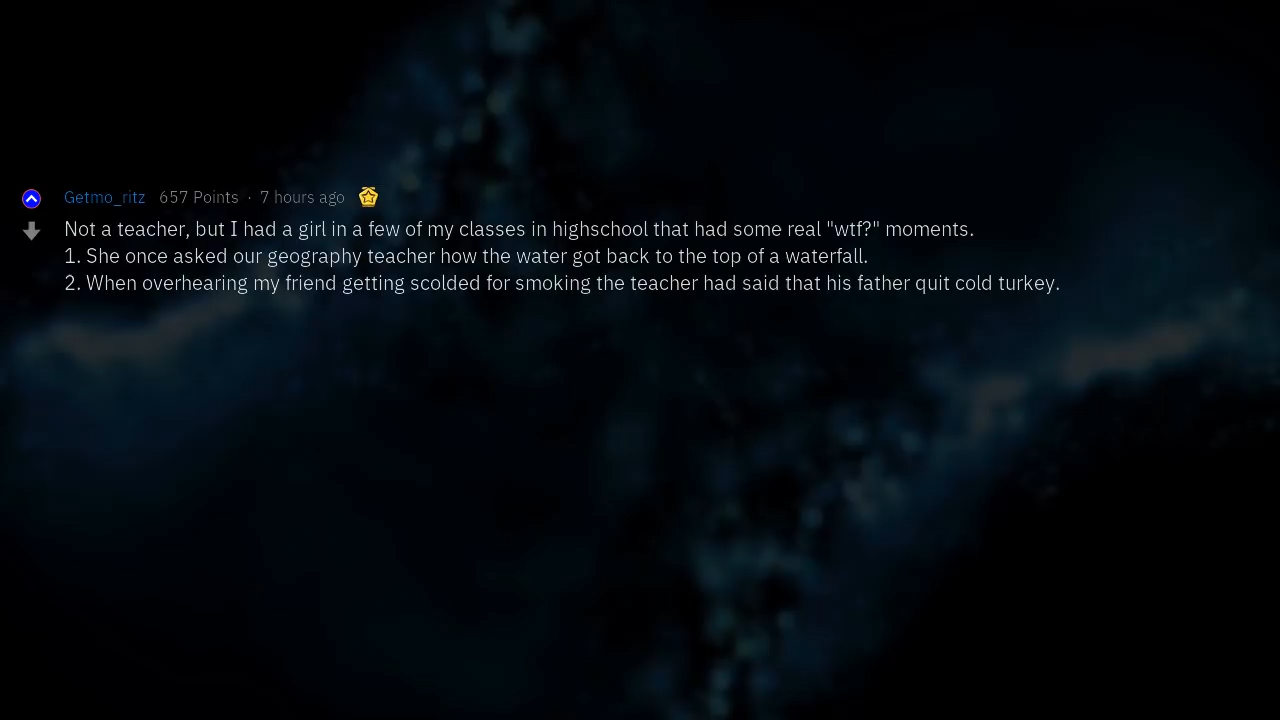 Getmo_ritz 657 Points · 7 hours ago
Not a teacher, but I had a girl in a few of my classes in highschool that had some real "wtf?" moments.
1. She once asked our geography teacher how the water got back to the top of a waterfall.
2. When overhearing my friend getting scolded for smoking the teacher had said that his father quit cold turkey.